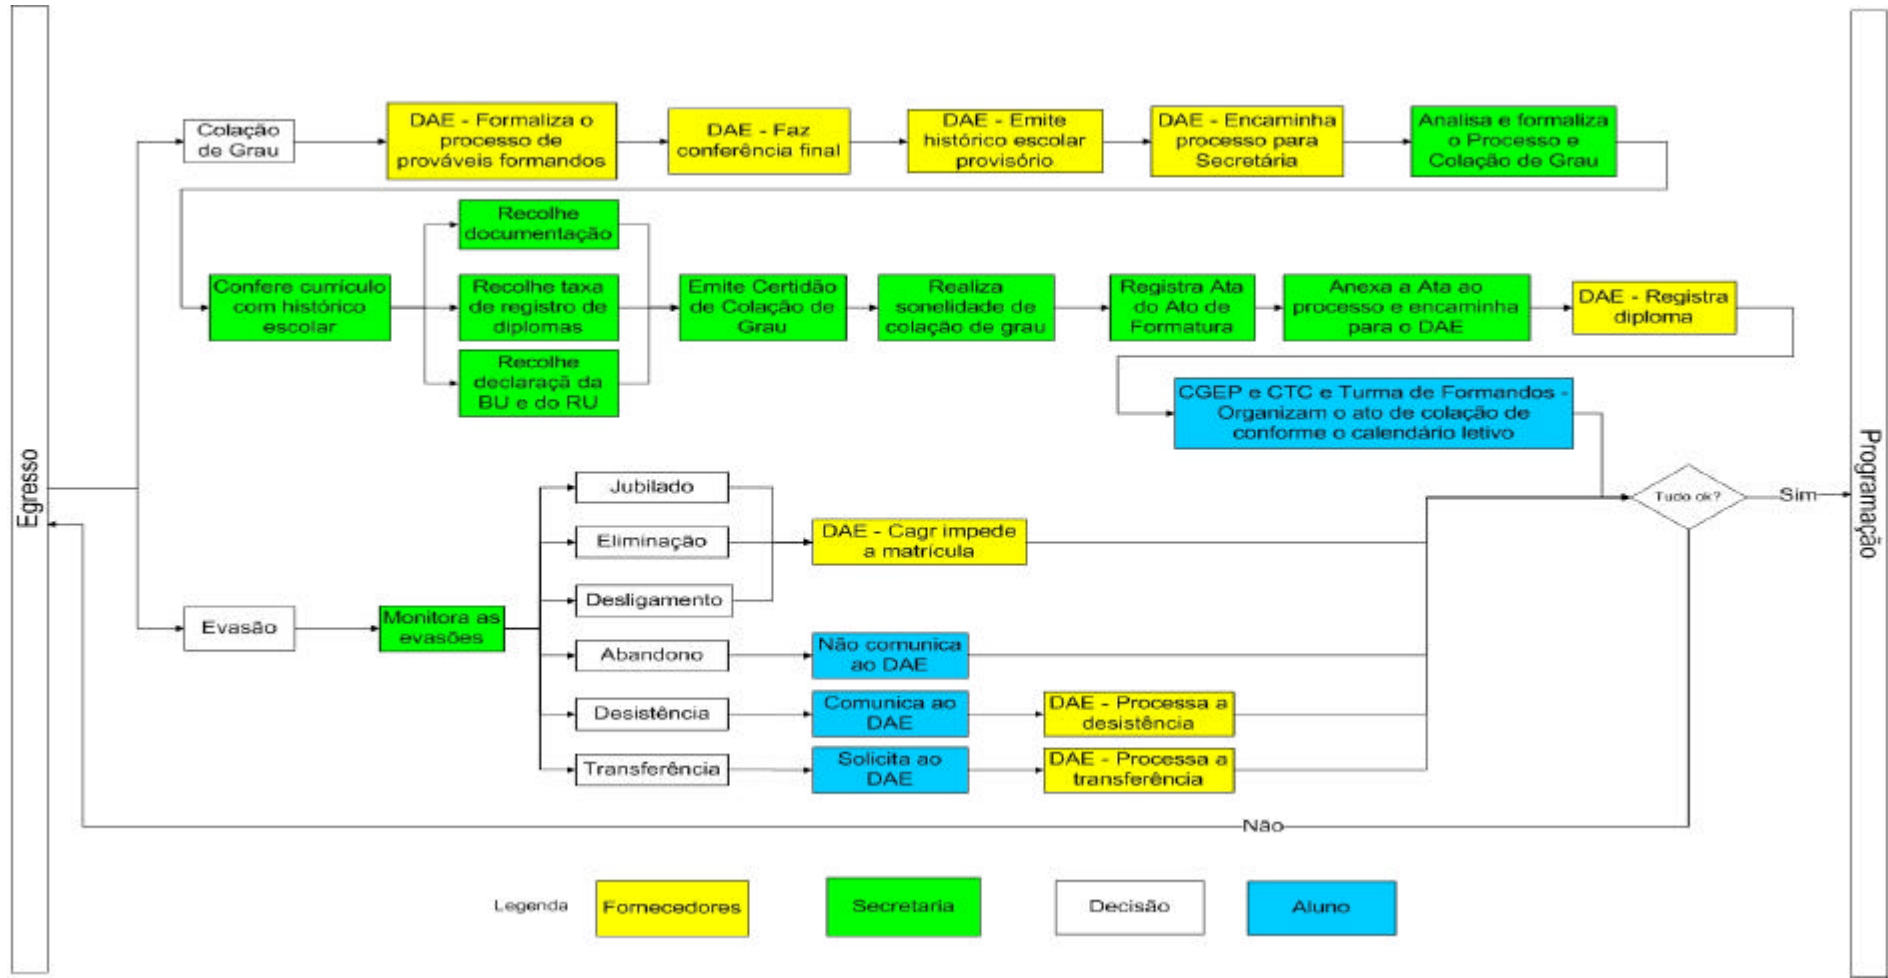 Egresso
Colação
de Grau
DAE - Formaliza o
processo de
prováveis formandos
DAE - Faz
conferência final
DAE - Emite
histórico escolar
provisório
DAE - Encaminha
processo para
Secretária
Analisa e formaliza
o Processo e
Colação de Grau
Confere currículo
com histórico
escolar
Recolhe
documentação
Recolhe taxa
de registro de
diplomas
Recolhe
declaraçã da
BU e do RU
Emite Certidão
de Colação de
Grau
Realiza
sonelidade de
colação de grau
Registra Ata
do Ato de
Formatura
Anexa a Ata ao
processo e encaminha
para o DAE
DAE - Registra
diploma
CGEP e CTC e Turma de Formandos -
Organizam o ato de colação de
conforme o calendário letivo
Evasão
Monitora as
evasões
Jubilado
Eliminação
Desligamento
DAE - Cagr impede
a matrícula
Abandono
Não comunica
ao DAE
Desistência
Comunica ao
DAE
DAE - Processa a
desistência
Transferência
Solicita ao
DAE
DAE - Processa a
transferência
Tudo ok?
Sim
Não
Programação
Legenda
Fornecedores
Secretaria
Decisão
Aluno